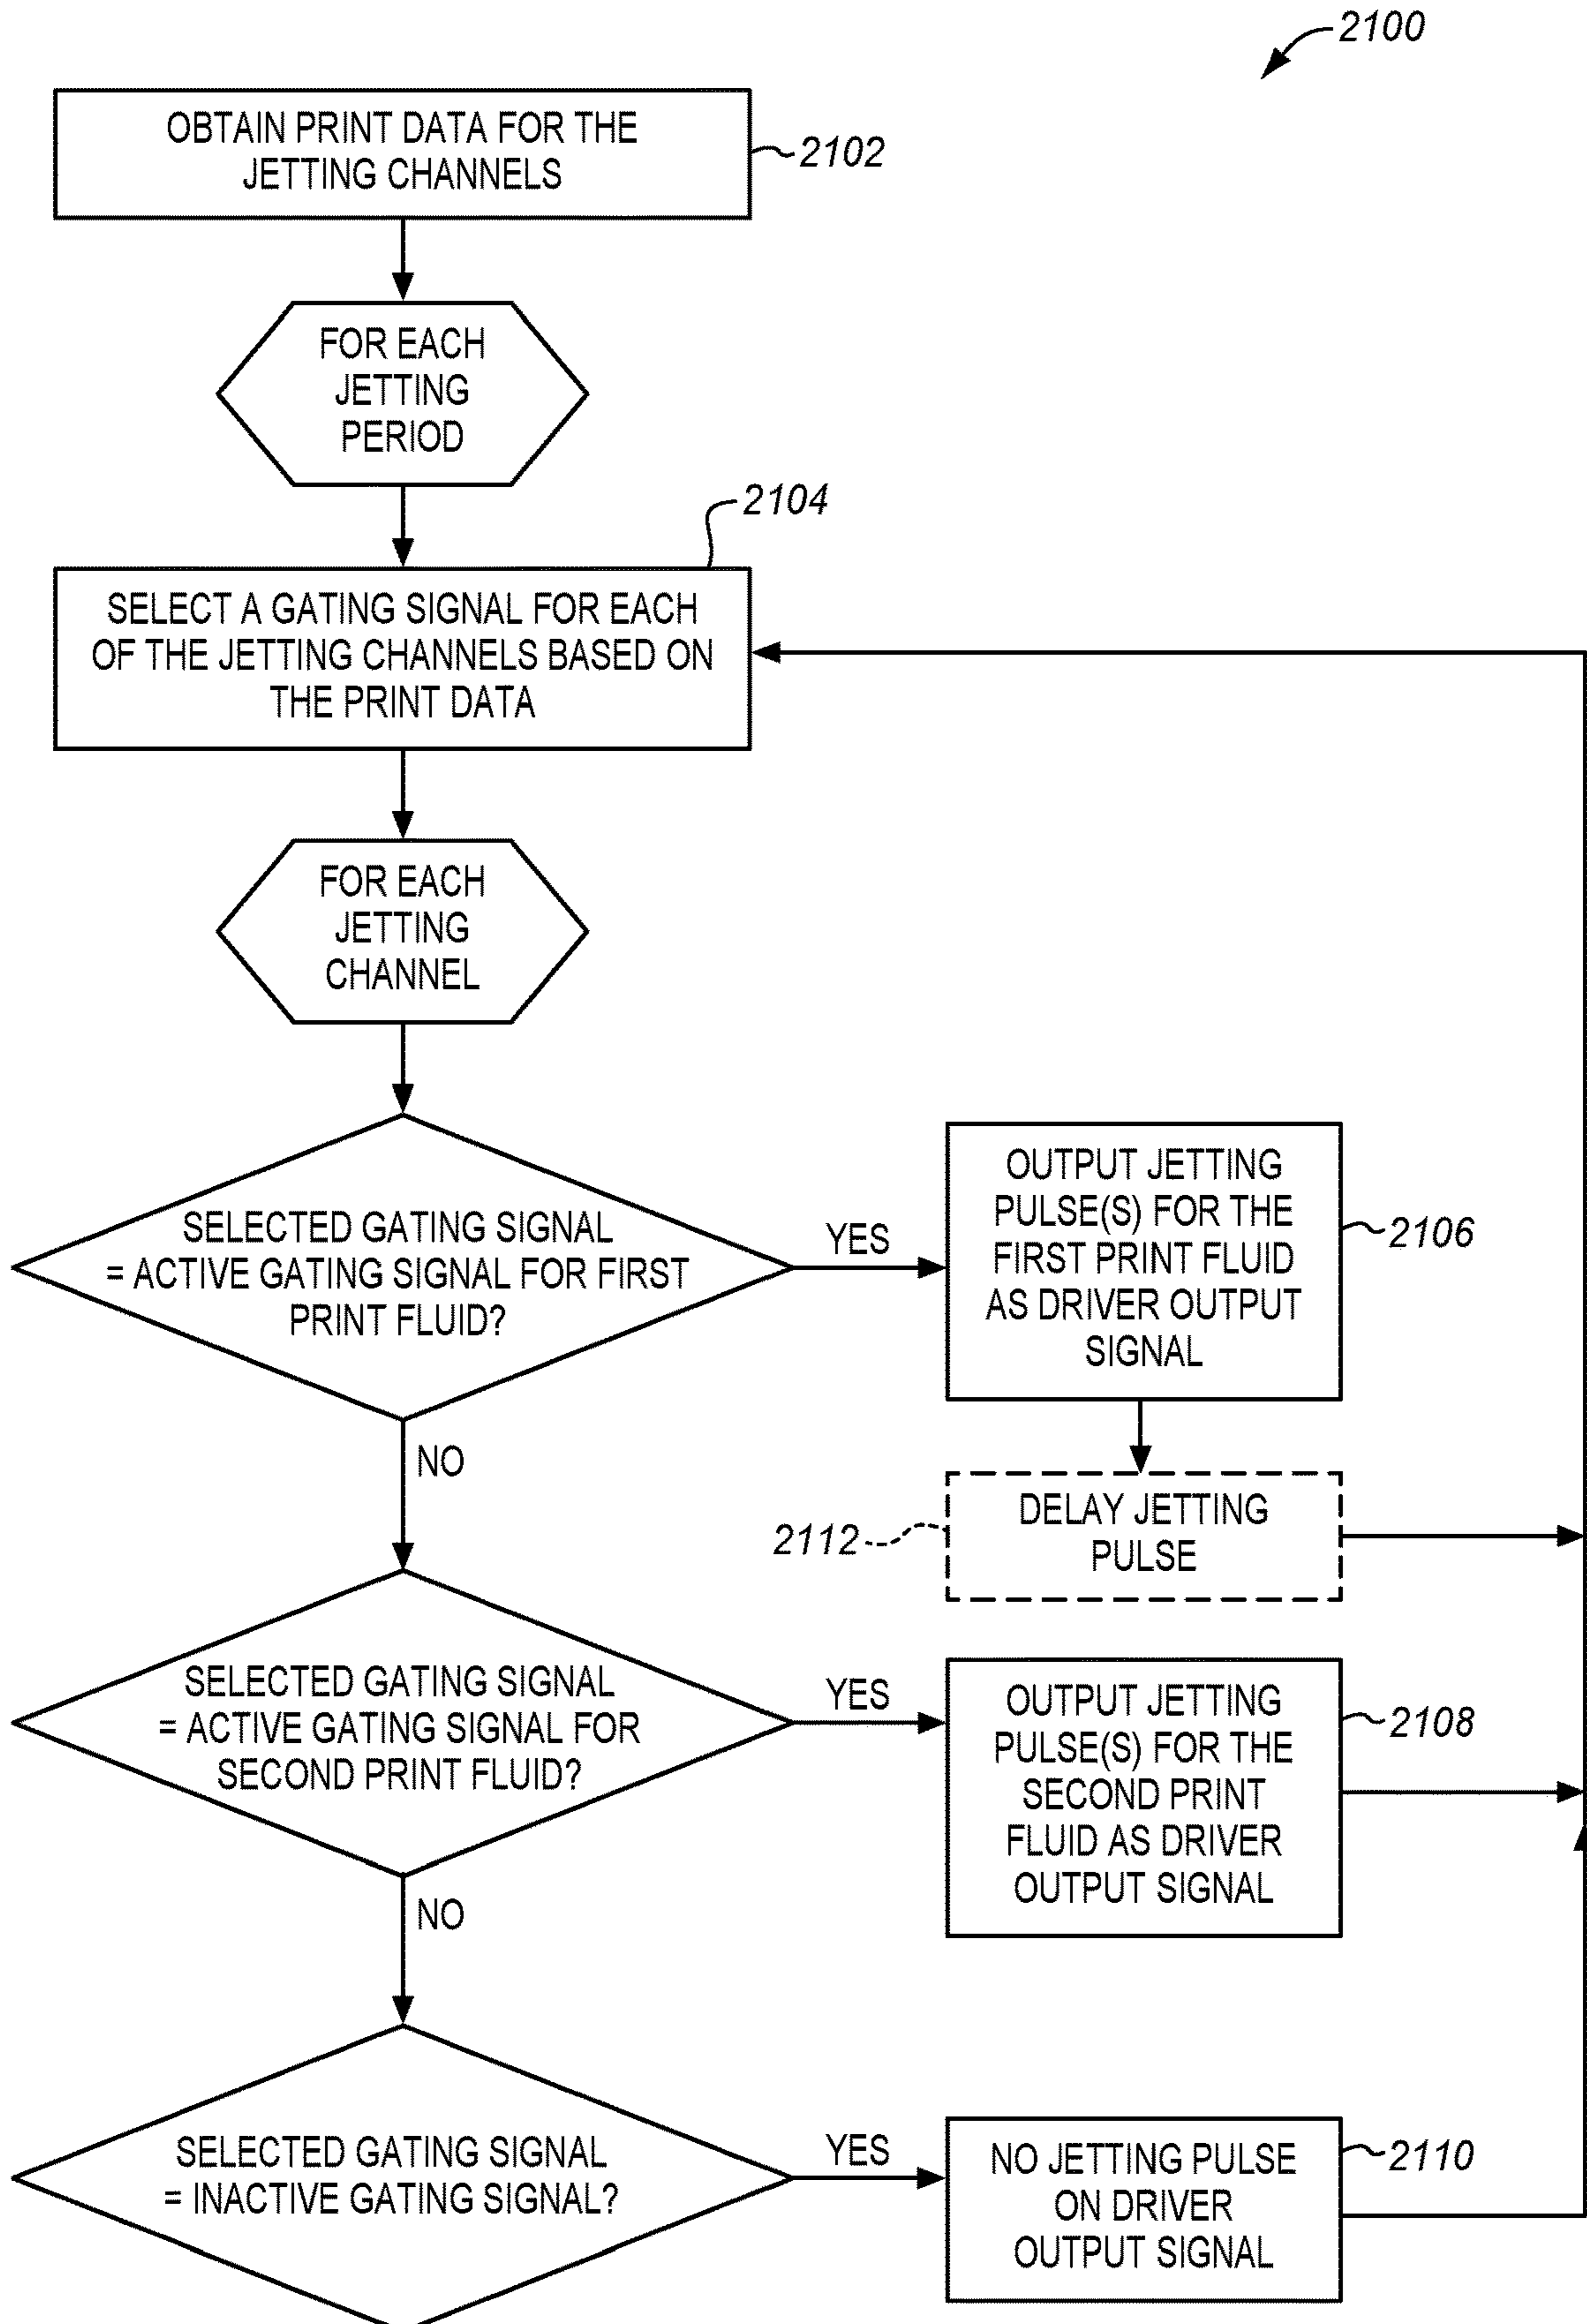 2100
OBTAIN PRINT DATA FOR THE
JETTING CHANNELS
2102
FOR EACH
JETTING
PERIOD
2104
SELECT A GATING SIGNAL FOR EACH
OF THE JETTING CHANNELS BASED ON
THE PRINT DATA
FOR EACH
JETTING
CHANNEL
SELECTED GATING SIGNAL
= ACTIVE GATING SIGNAL FOR FIRST
PRINT FLUID?
YES
OUTPUT JETTING
PULSE(S) FOR THE
FIRST PRINT FLUID
AS DRIVER OUTPUT
SIGNAL
2106
NO
2112
DELAY JETTING
PULSE
SELECTED GATING SIGNAL
= ACTIVE GATING SIGNAL FOR
SECOND PRINT FLUID?
YES
OUTPUT JETTING
PULSE(S) FOR THE
SECOND PRINT
FLUID AS DRIVER
OUTPUT SIGNAL
2108
NO
SELECTED GATING SIGNAL
= INACTIVE GATING SIGNAL?
YES
NO JETTING PULSE
ON DRIVER
OUTPUT SIGNAL
2110